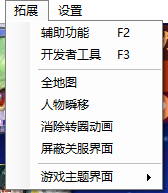 拓展 设置
辅助功能 F2
开发者工具 F3
全地图
人物瞬移
消除转圈动画
屏蔽关服界面
游戏主题界面